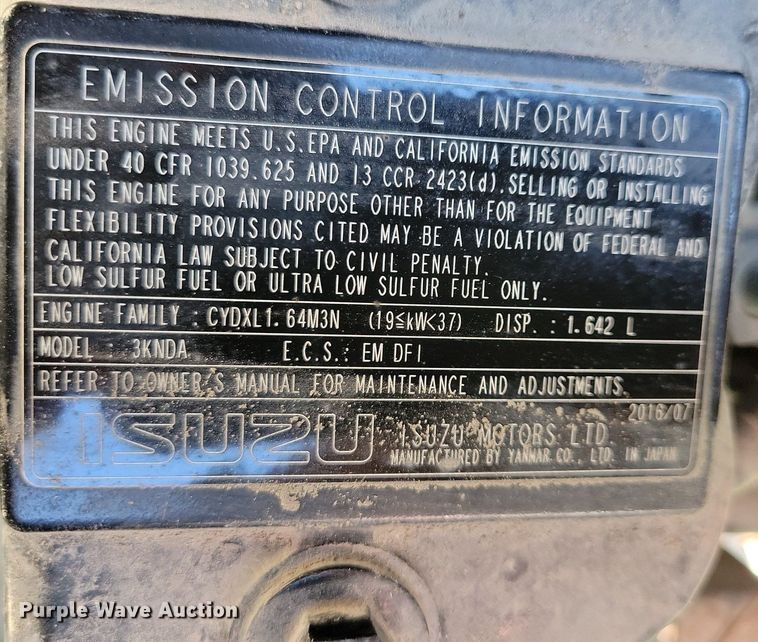 EMISSION CONTROL INFORMATION
THIS ENGINE MEETS U.S.EPA AND CALIFORNIA EMISSION STANDARDS
UNDER 40 CFR 1039.625 AND 13 CCR 2423(d). SELLING OR INSTALLING
THIS ENGINE FOR ANY PURPOSE OTHER THAN FOR THE EQUIPMENT
FLEXIBILITY PROVISIONS CITED MAY BE A VIOLATION OF FEDERAL AND
CALIFORNIA LAW SUBJECT TO CIVIL PENALTY.
LOW SULFUR FUEL OR ULTRA LOW SULFUR FUEL ONLY.
ENGINE FAMILY : CYDXL1.64M3N (19≦kW<37) DISP. : 1.642 L
MODEL : 3KNDA E.C.S.: EM DFI
REFER TO OWNER'S MANUAL FOR MAINTENANCE AND ADJUSTMENTS.
2016/07
ISUZU ISUZU MOTORS LTD.
MANUFACTURED BY YANMAR CO., LTD. IN JAPAN
Purple Wave Auction